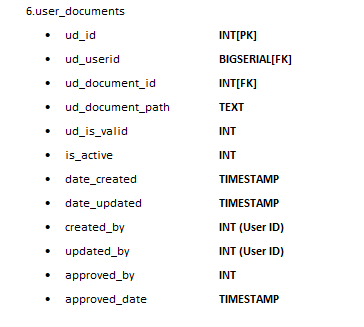 6.user_documents
• ud_id INT[PK]
• ud_userid BIGSERIAL[FK]
• ud_document_id INT[FK]
• ud_document_path TEXT
• ud_is_valid INT
• is_active INT
• date_created TIMESTAMP
• date_updated TIMESTAMP
• created_by INT (User ID)
• updated_by INT (User ID)
• approved_by INT
• approved_date TIMESTAMP